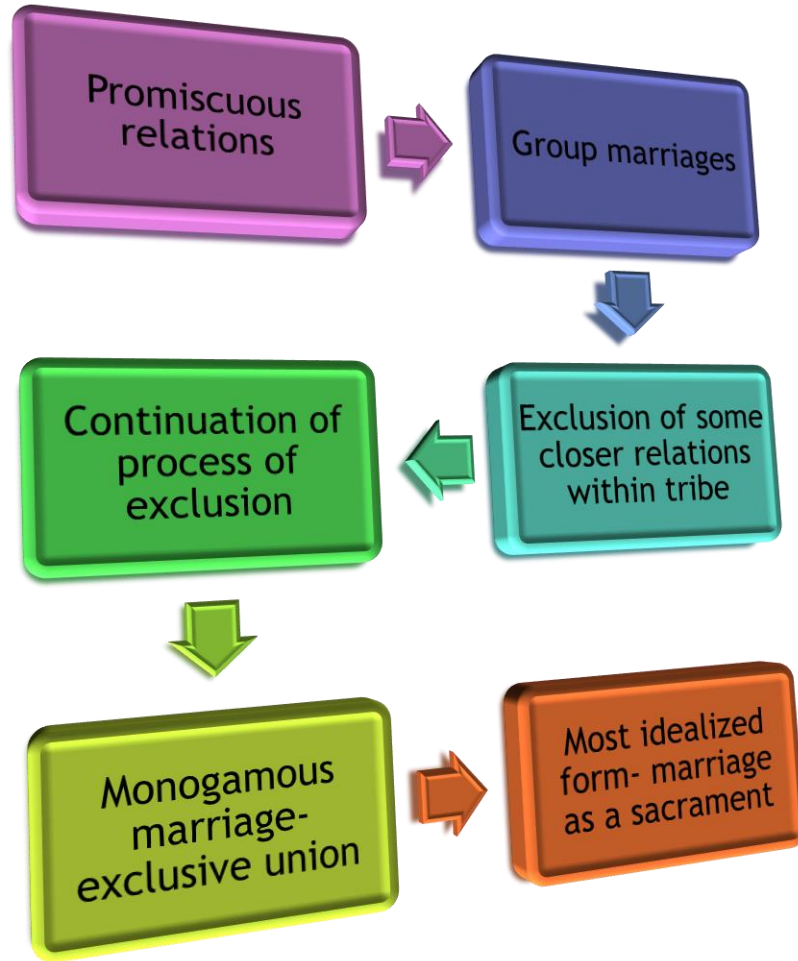 Promiscuous
relations
Group marriages
Exclusion of some
closer relations
within tribe
Continuation of
process of
exclusion
Monogamous
marriage-
exclusive union
Most idealized
form- marriage
as a sacrament